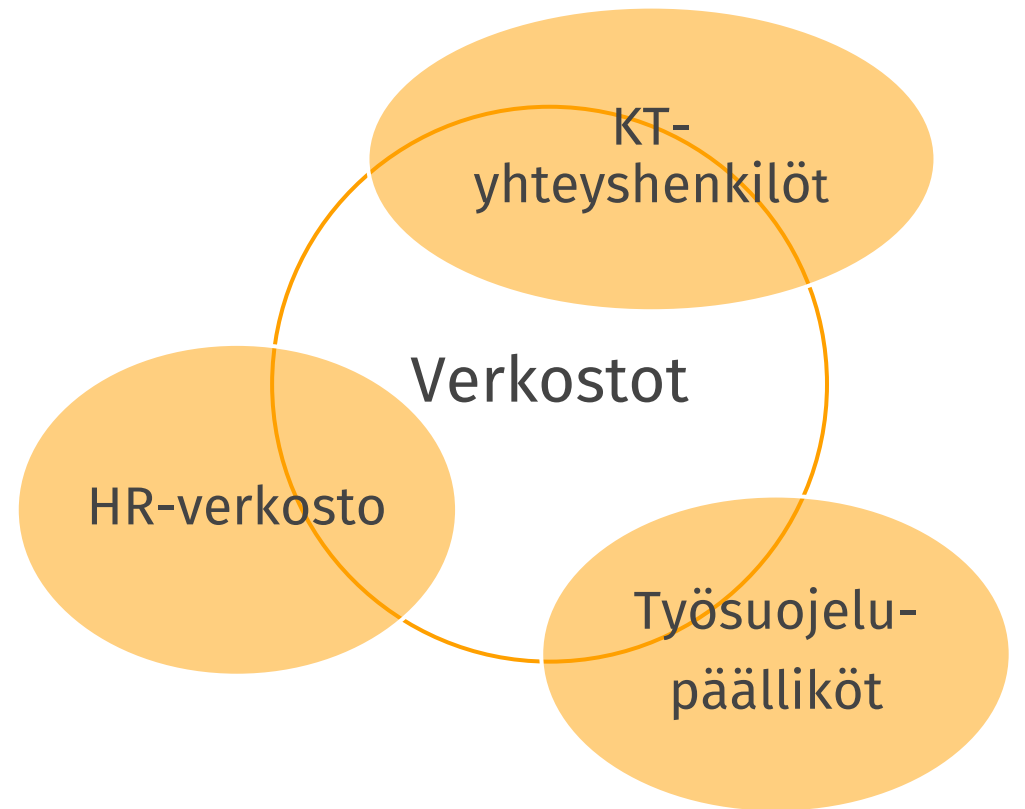 KT-
yhteyshenkilöt
Verkostot
HR-verkosto
Työsuojelu-
päälliköt